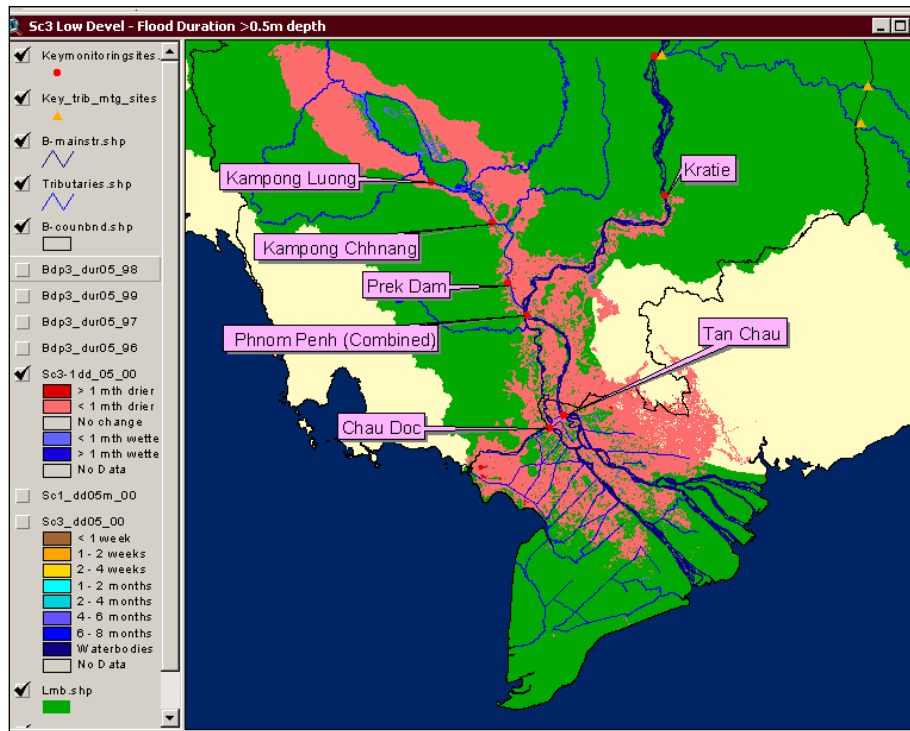 Sc3 Low Devel - Flood Duration >0.5m depth
Keymonitoringsites.
Key_trib_mtg_sites
B-mainstr.shp
Tributaries.shp
B-counbnd.shp
Bdp3_dur05_98
Bdp3_dur05_99
Bdp3_dur05_97
Bdp3_dur05_96
Sc3-1dd_05_00
> 1 mth drier
< 1 mth drier
No change
< 1 mth wette
> 1 mth wette
No Data
Sc1_dd05m_00
Sc3_dd05_00
< 1 week
1 - 2 weeks
2 - 4 weeks
1 - 2 months
2 - 4 months
4 - 6 months
6 - 8 months
Waterbodies
No Data
Lmb.shp
Kampong Luong
Kratie
Kampong Chhnang
Prek Dam
Phnom Penh (Combined)
Tan Chau
Chau Doc